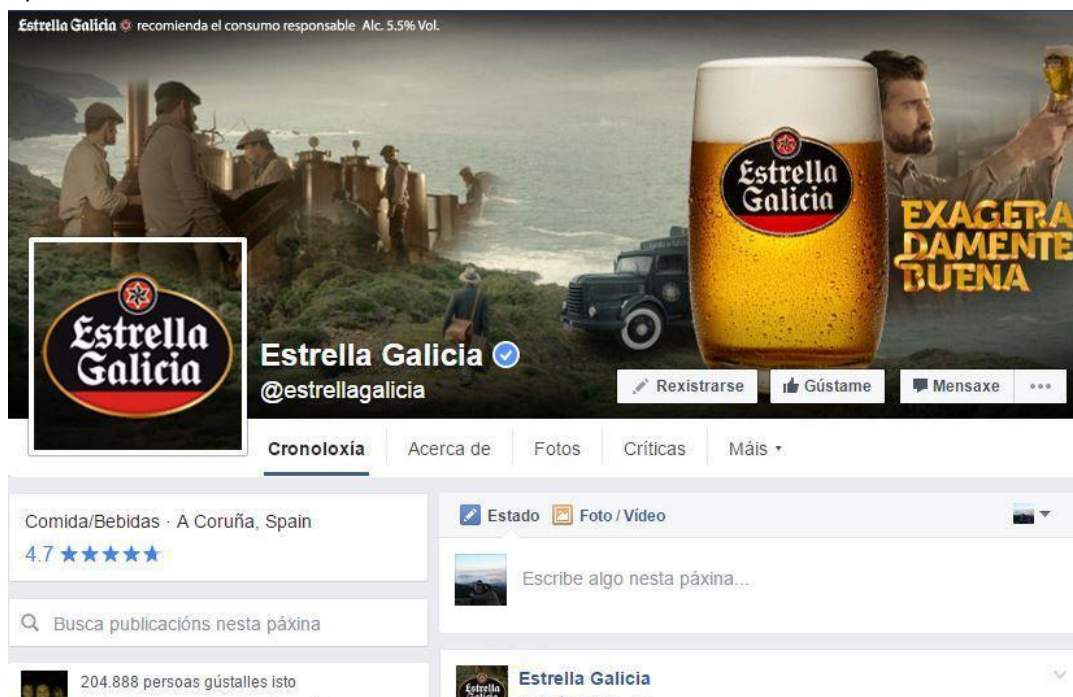 Estrella Galicia recomienda el consumo responsable Alc. 5.5% Vol.
Estrella
Galicia
EXAGERA
DAMENTE
BUENA
Estrella
Galicia
Estrella Galicia
@estrellagalicia
Rexistrarse
Gústame
Mensaxe
Cronoloxía
Acerca de
Fotos
Críticas
Máis
Comida/Bebidas · A Coruña, Spain
4.7
Estado
Foto / Vídeo
Escribe algo nesta páxina...
Busca publicacións nesta páxina
204.888 persoas gústalles isto
Estrella
Estrella Galicia